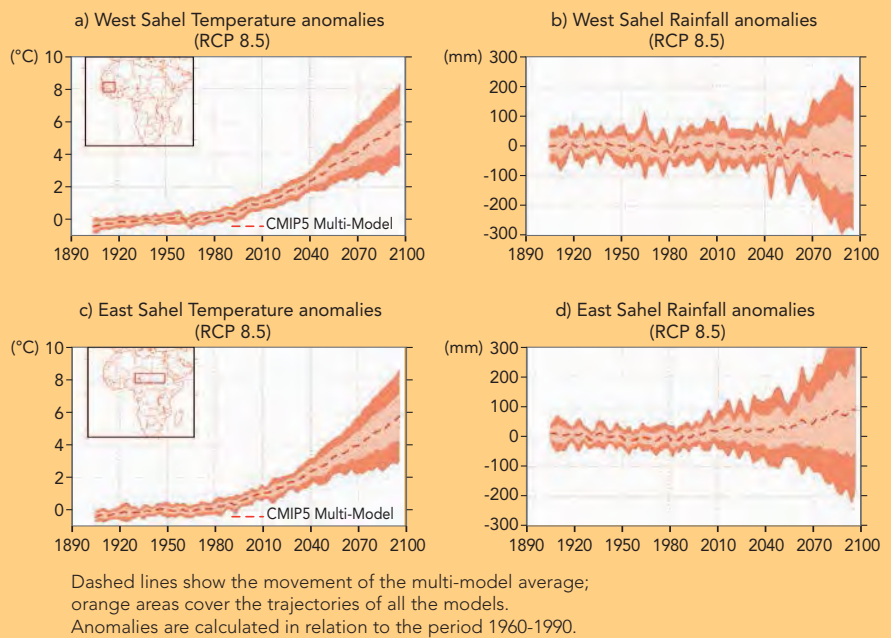 a) West Sahel Temperature anomalies
(RCP 8.5)
(°C)
10
8
6
4
2
0
CMIP5 Multi-Model
1890 1920 1950 1980 2010 2040 2070 2100
b) West Sahel Rainfall anomalies
(RCP 8.5)
(mm)
300
200
100
0
-100
-200
-300
1890 1920 1950 1980 2010 2040 2070 2100
c) East Sahel Temperature anomalies
(RCP 8.5)
(°C)
10
8
6
4
2
0
CMIP5 Multi-Model
1890 1920 1950 1980 2010 2040 2070 2100
d) East Sahel Rainfall anomalies
(RCP 8.5)
(mm)
300
200
100
0
-100
-200
-300
1890 1920 1950 1980 2010 2040 2070 2100
Dashed lines show the movement of the multi-model average;
orange areas cover the trajectories of all the models.
Anomalies are calculated in relation to the period 1960-1990.